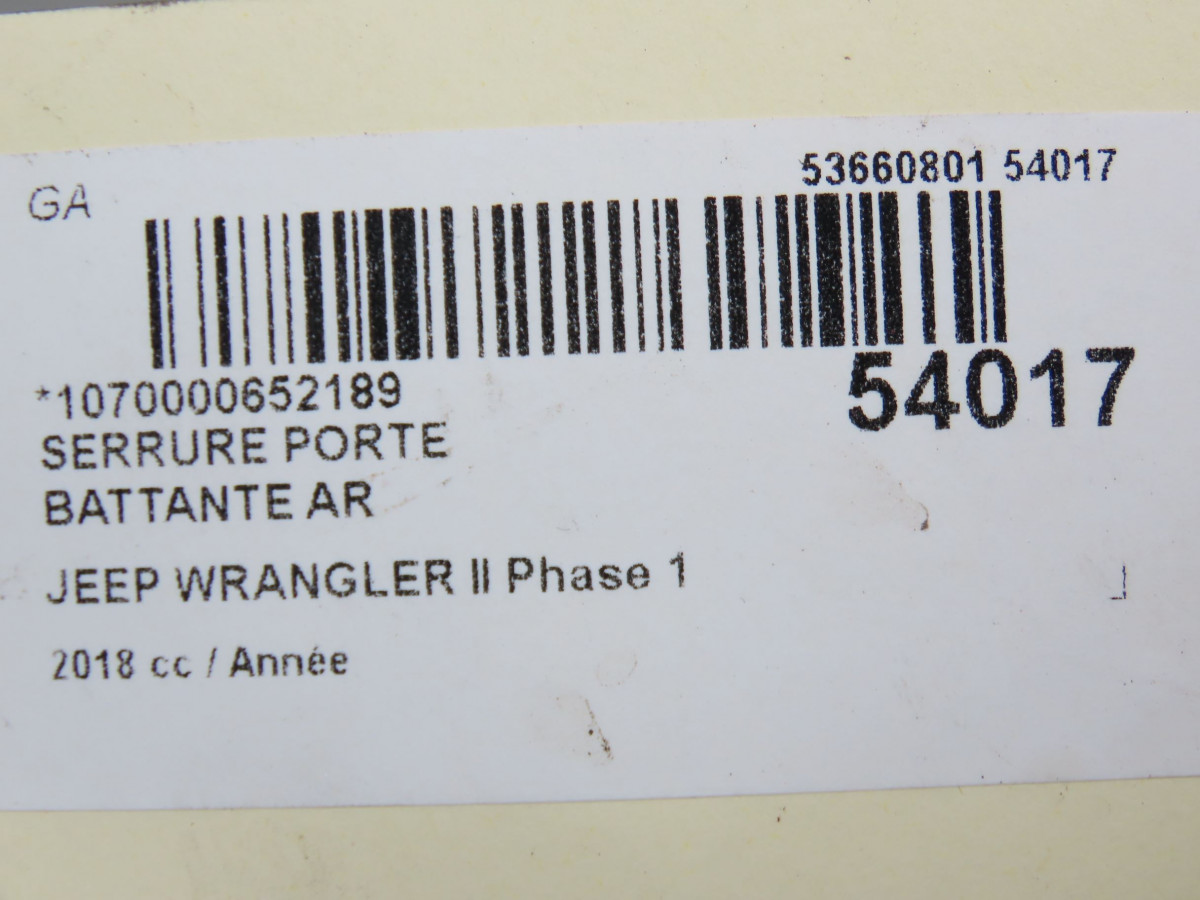 53660801 54017
GA
*1070000652189
54017
SERRURE PORTE
BATTANTE AR
JEEP WRANGLER II Phase 1
2018 cc / Année